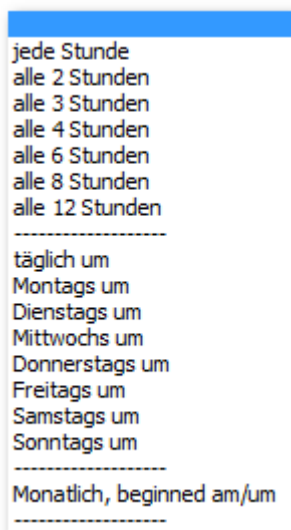 jede Stunde
alle 2 Stunden
alle 3 Stunden
alle 4 Stunden
alle 6 Stunden
alle 8 Stunden
alle 12 Stunden
-------------------
täglich um
Montags um
Dienstags um
Mittwochs um
Donnerstags um
Freitags um
Samstags um
Sonntags um
-------------------
Monatlich, beginned am/um
-------------------